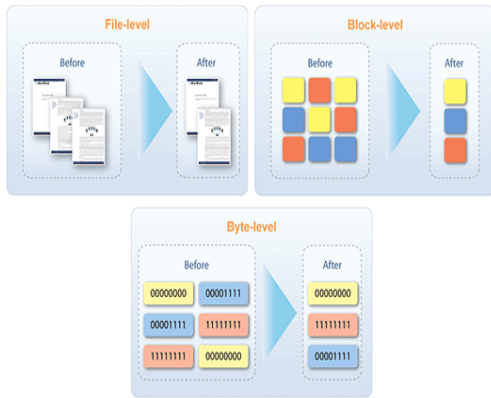 File-level
Before
After
Block-level
Before
After
Byte-level
Before
After
00000000 00001111
00001111 11111111
11111111 00000000
00000000
11111111
00001111